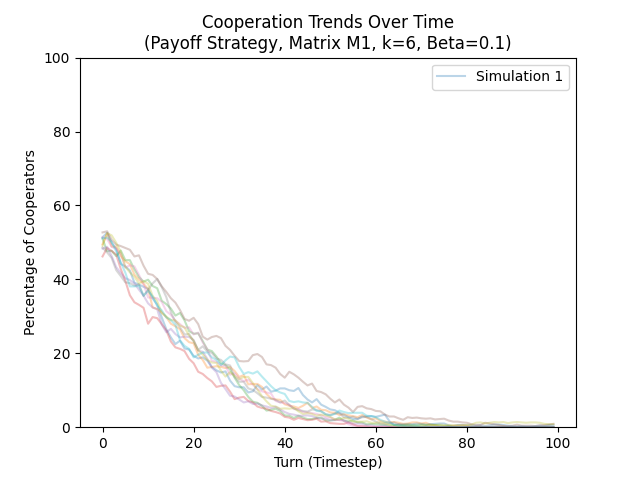 Cooperation Trends Over Time
(Payoff Strategy, Matrix M1, k=6, Beta=0.1)
Simulation 1
100
80
60
40
20
0
Percentage of Cooperators
0 20 40 60 80 100
Turn (Timestep)